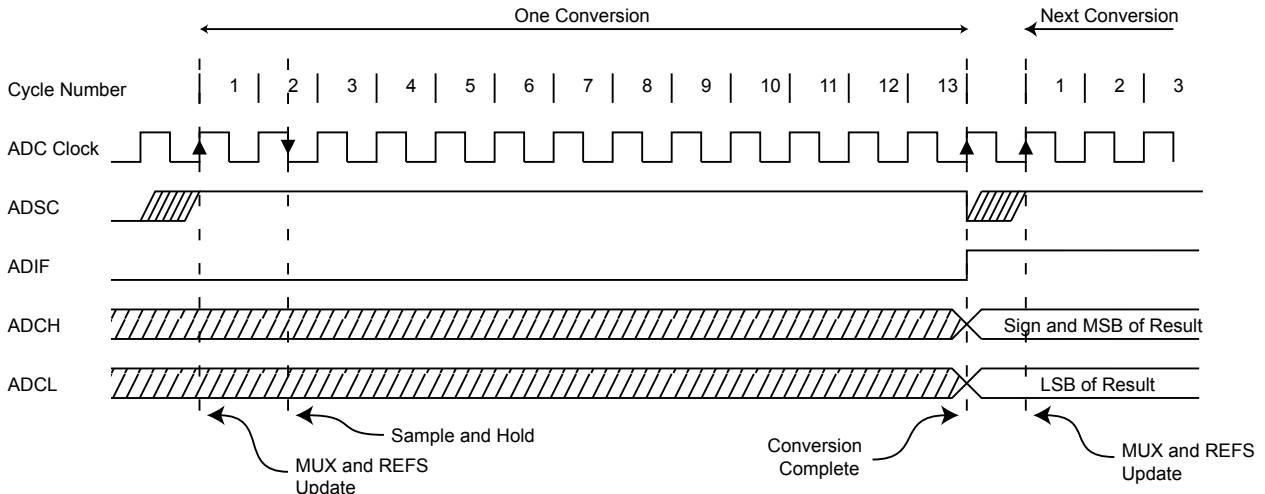 One Conversion
Next Conversion
Cycle Number 1 2 3 4 5 6 7 8 9 10 11 12 13 1 2 3
ADC Clock
ADSC
ADIF
ADCH
Sign and MSB of Result
ADCL
LSB of Result
Sample and Hold
MUX and REFS
Update
Conversion
Complete
MUX and REFS
Update